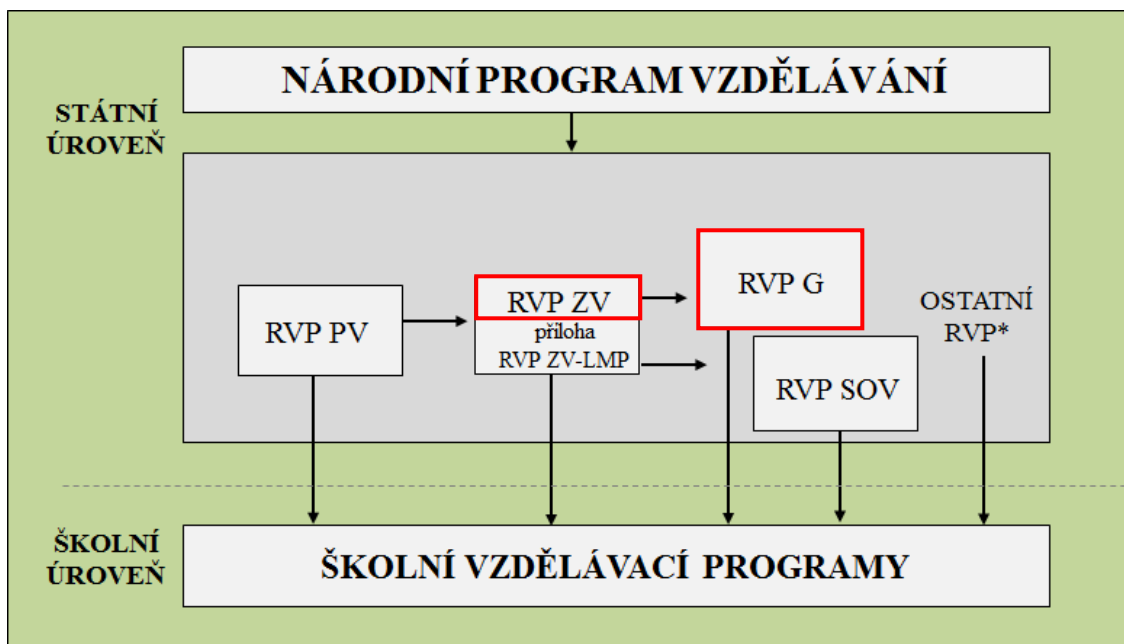 NÁRODNÍ PROGRAM VZDĚLÁVÁNÍ
STÁTNÍ
ÚROVEŇ
RVP PV
RVP ZV
příloha
RVP ZV-LMP
RVP G
RVP SOV
OSTATNÍ
RVP*
ŠKOLNÍ
ÚROVEŇ
ŠKOLNÍ VZDĚLÁVACÍ PROGRAMY